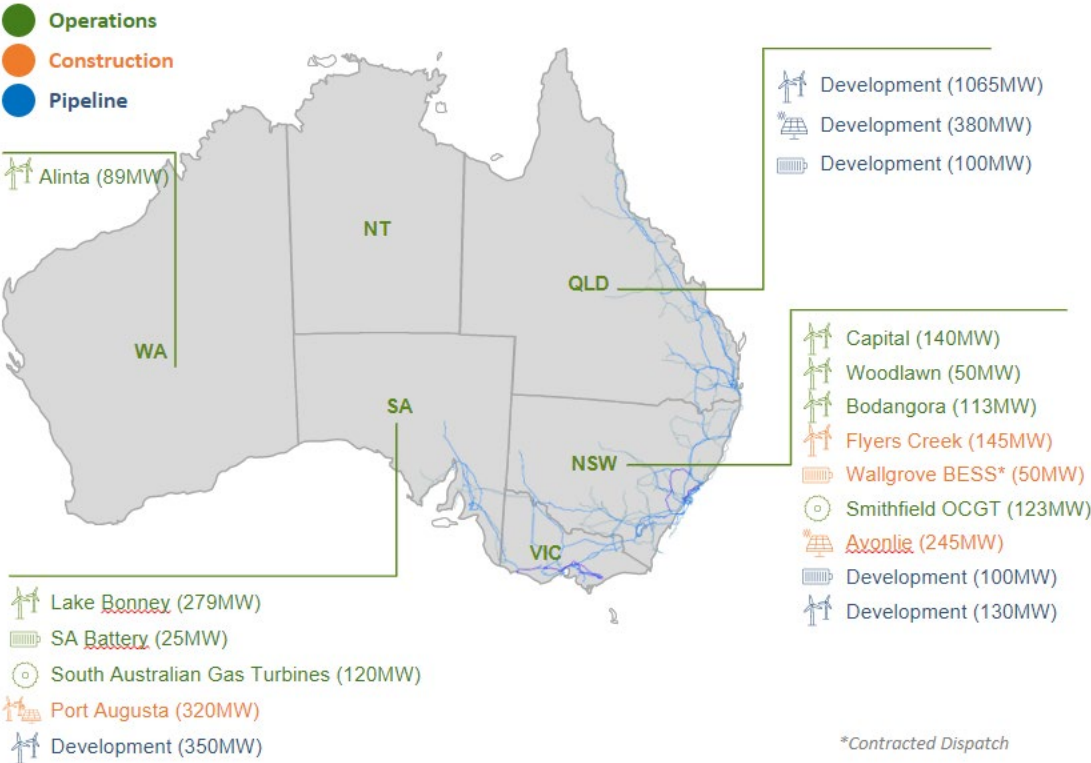 Operations
Construction
Pipeline
Alinta (89MW)
Development (1065MW)
Development (380MW)
Development (100MW)
NT
QLD
WA
SA
NSW
VIC
Capital (140MW)
Woodlawn (50MW)
Bodangora (113MW)
Flyers Creek (145MW)
Wallgrove BESS* (50MW)
Smithfield OCGT (123MW)
Avonlie (245MW)
Development (100MW)
Development (130MW)
Lake Bonney (279MW)
SA Battery (25MW)
South Australian Gas Turbines (120MW)
Port Augusta (320MW)
Development (350MW)
*Contracted Dispatch